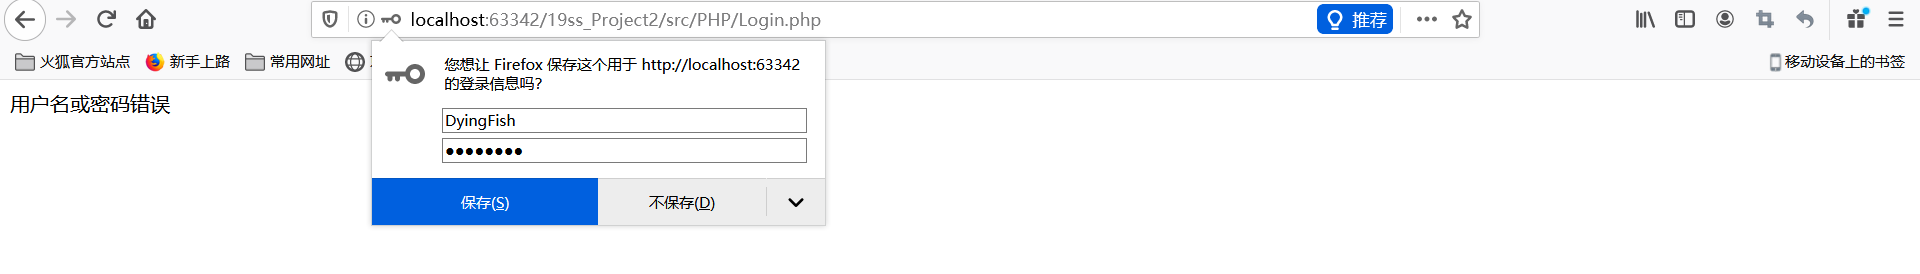 localhost:63342/19ss_Project2/src/PHP/Login.php
推荐
火狐官方站点
新手上路
常用网址
移动设备上的书签
用户名或密码错误
您想让 Firefox 保存这个用于 http://localhost:63342
的登录信息吗?
DyingFish
保存(S)
不保存(D)